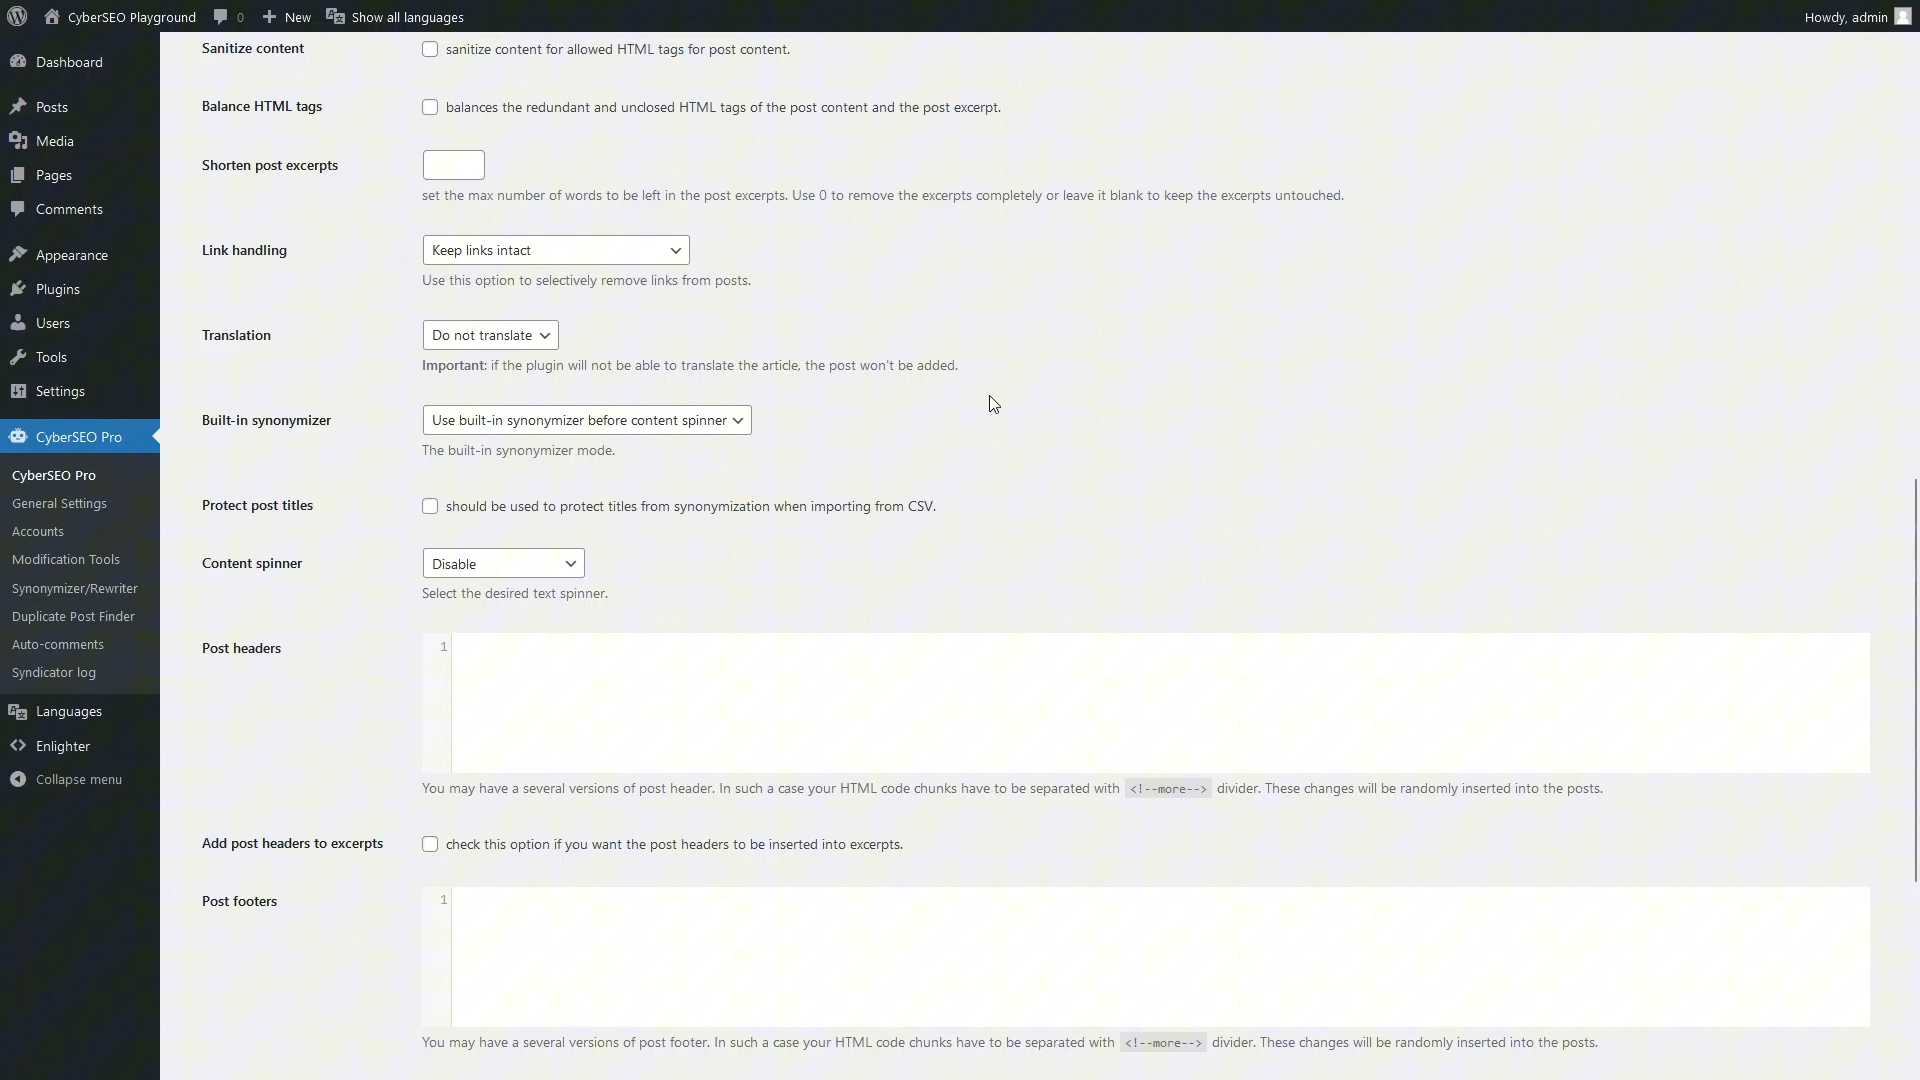 CyberSEO Playground 0 New Show all languages Howdy, admin
Dashboard
Posts
Media
Pages
Comments
Appearance
Plugins
Users
Tools
Settings
CyberSEO Pro
CyberSEO Pro
General Settings
Accounts
Modification Tools
Synonymizer/Rewriter
Duplicate Post Finder
Auto-comments
Syndicator log
Languages
Enlighter
Collapse menu
Sanitize content sanitize content for allowed HTML tags for post content.
Balance HTML tags balances the redundant and unclosed HTML tags of the post content and the post excerpt.
Shorten post excerpts
set the max number of words to be left in the post excerpts. Use 0 to remove the excerpts completely or leave it blank to keep the excerpts untouched.
Link handling Keep links intact
Use this option to selectively remove links from posts.
Translation Do not translate
Important: if the plugin will not be able to translate the article, the post won't be added.
Built-in synonymizer Use built-in synonymizer before content spinner
The built-in synonymizer mode.
Protect post titles should be used to protect titles from synonymization when importing from CSV.
Content spinner Disable
Select the desired text spinner.
Post headers 1
You may have a several versions of post header. In such a case your HTML code chunks have to be separated with <!--more--> divider. These changes will be randomly inserted into the posts.
Add post headers to excerpts check this option if you want the post headers to be inserted into excerpts.
Post footers 1
You may have a several versions of post footer. In such a case your HTML code chunks have to be separated with <!--more--> divider. These changes will be randomly inserted into the posts.